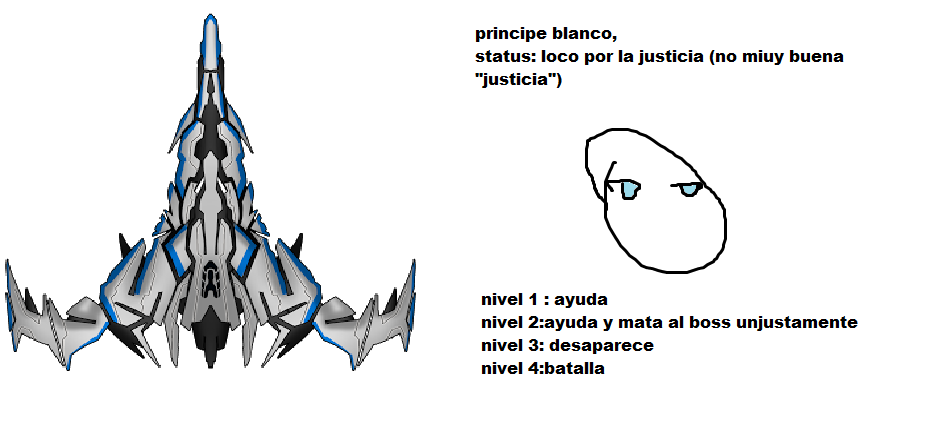 principe blanco,
status: loco por la justicia (no miuy buena
"justicia")
nivel 1 : ayuda
nivel 2:ayuda y mata al boss unjustamente
nivel 3: desaparece
nivel 4:batalla